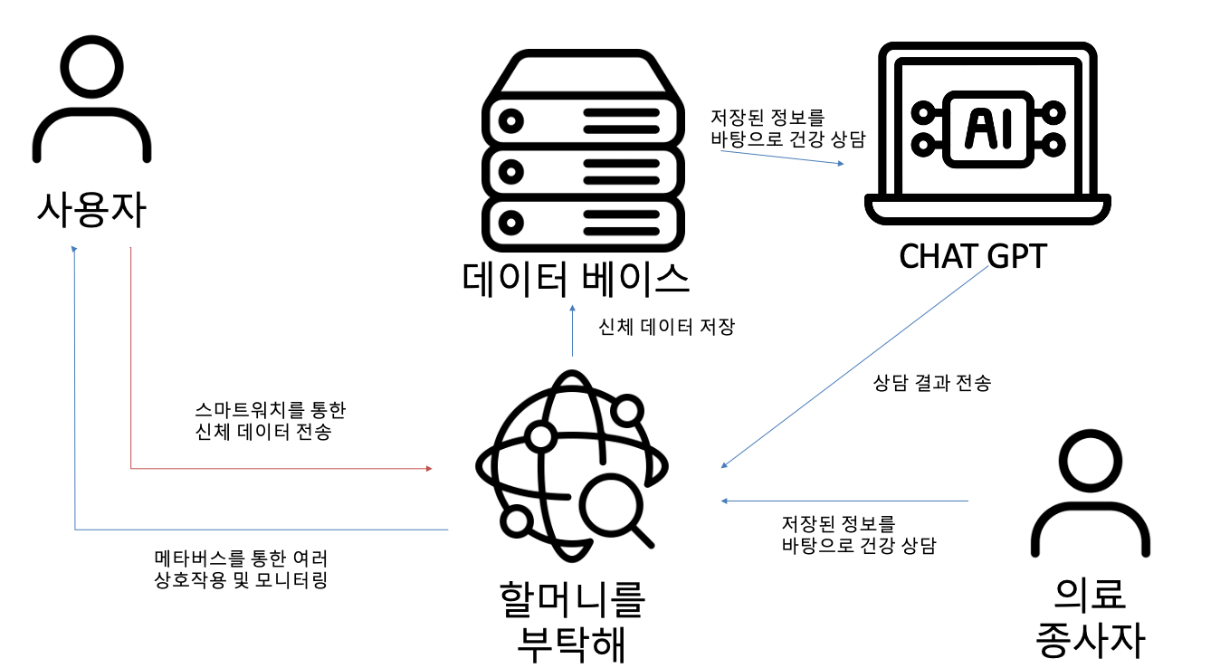 사용자
데이터 베이스
저장된 정보를
바탕으로 건강 상담
AI
CHAT GPT
신체 데이터 저장
상담 결과 전송
스마트워치를 통한
신체 데이터 전송
메타버스를 통한 여러
상호작용 및 모니터링
할머니를
부탁해
저장된 정보를
바탕으로 건강 상담
의료
종사자